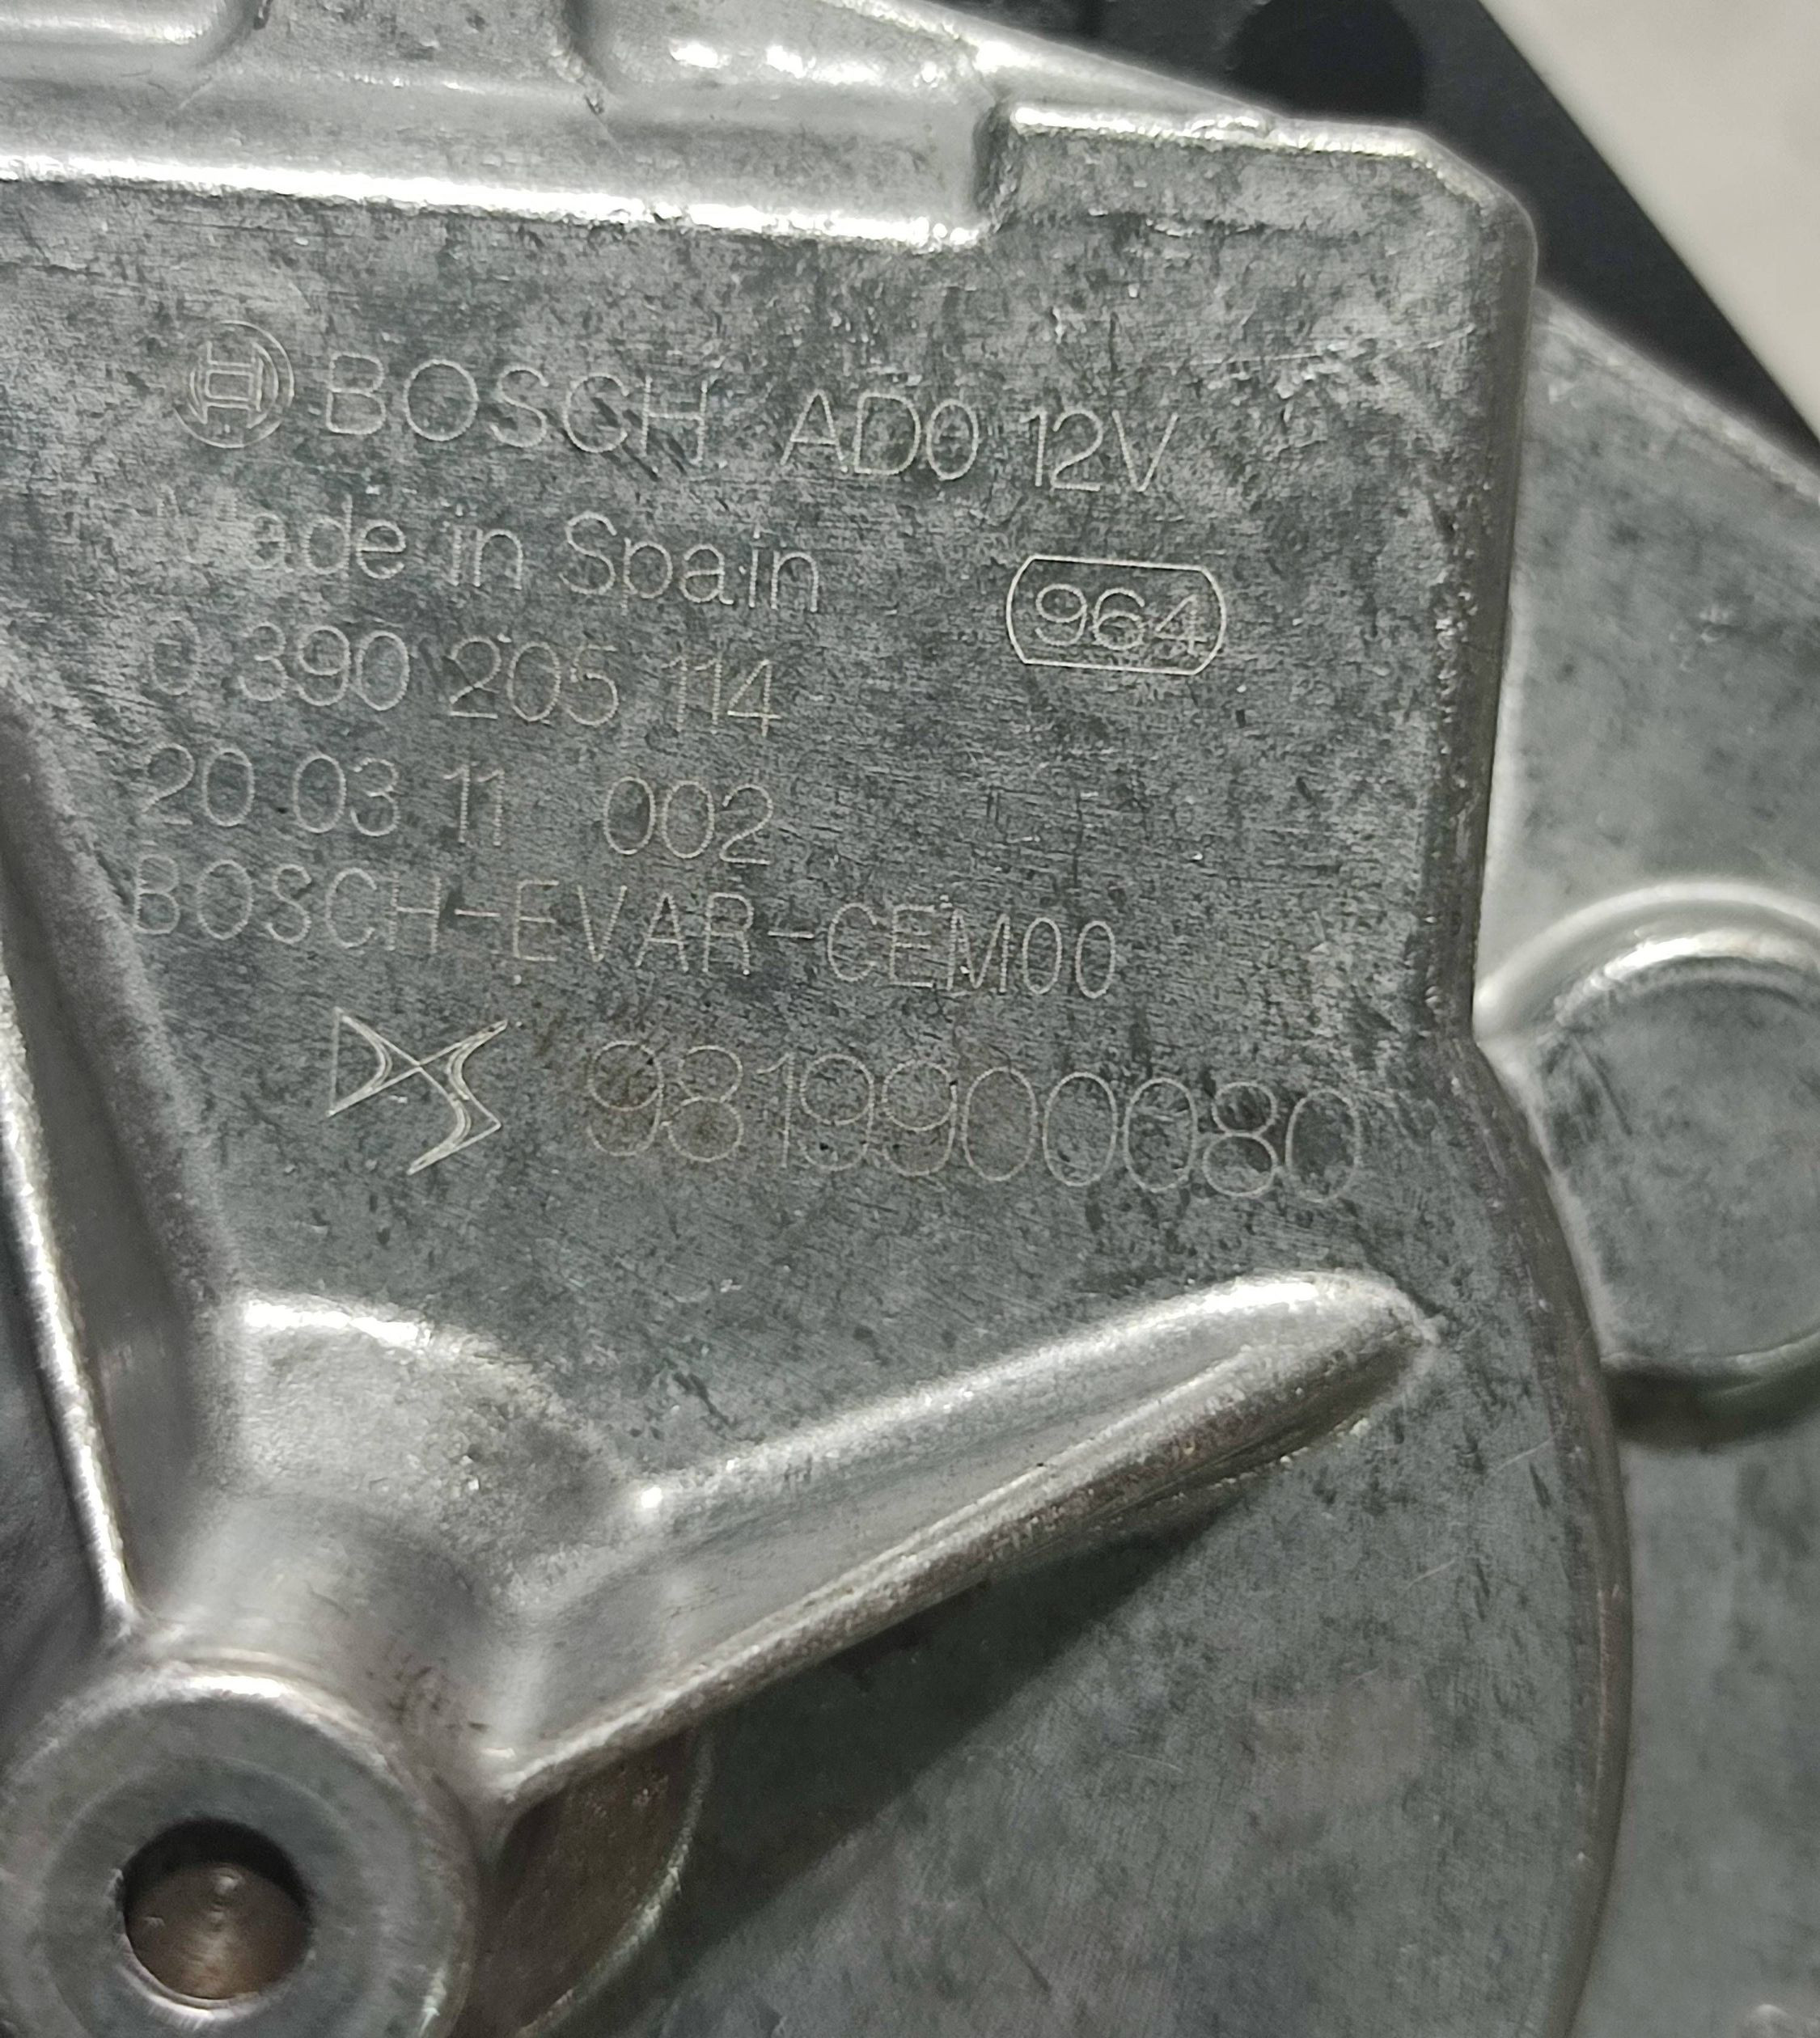 BOSCH AD0 12V
Made in Spain
964
0 390 205 114
20 03 11 002
BOSCH-EVAR-CEM00
DS 9819900080